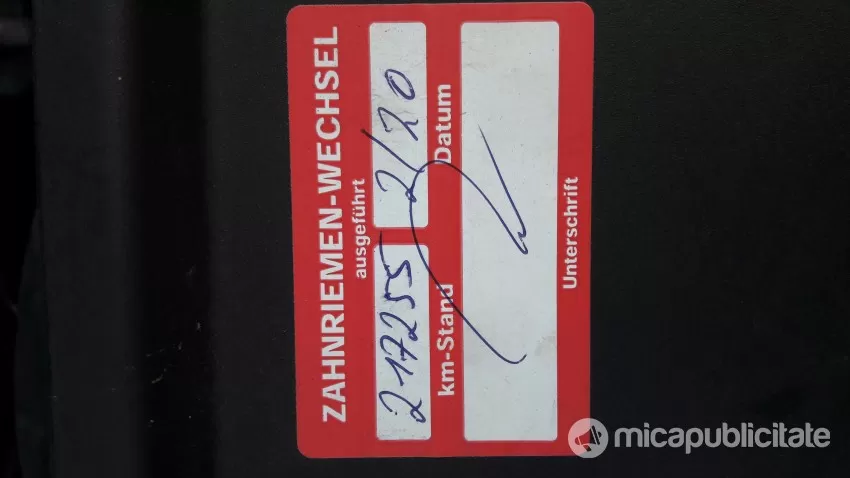 ZAHNRIEMEN-WECHSEL
ausgeführt
217255 2/20
km-Stand Datum
Unterschrift
micapublicitate